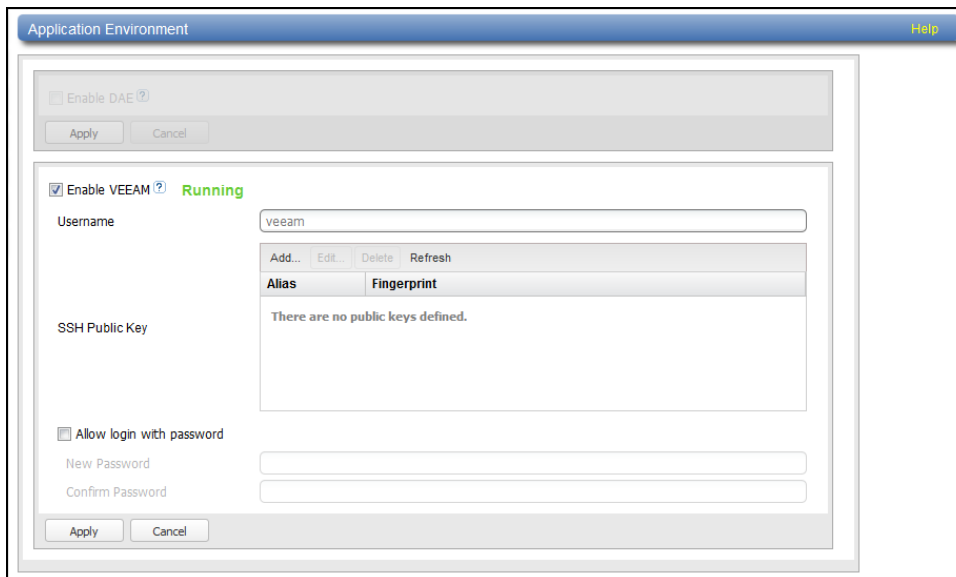 Application Environment Help
Enable DAE ?
Apply Cancel
Enable VEEAM ? Running
Username veeam
Add... Edit... Delete Refresh
Alias Fingerprint
There are no public keys defined.
SSH Public Key
Allow login with password
New Password
Confirm Password
Apply Cancel